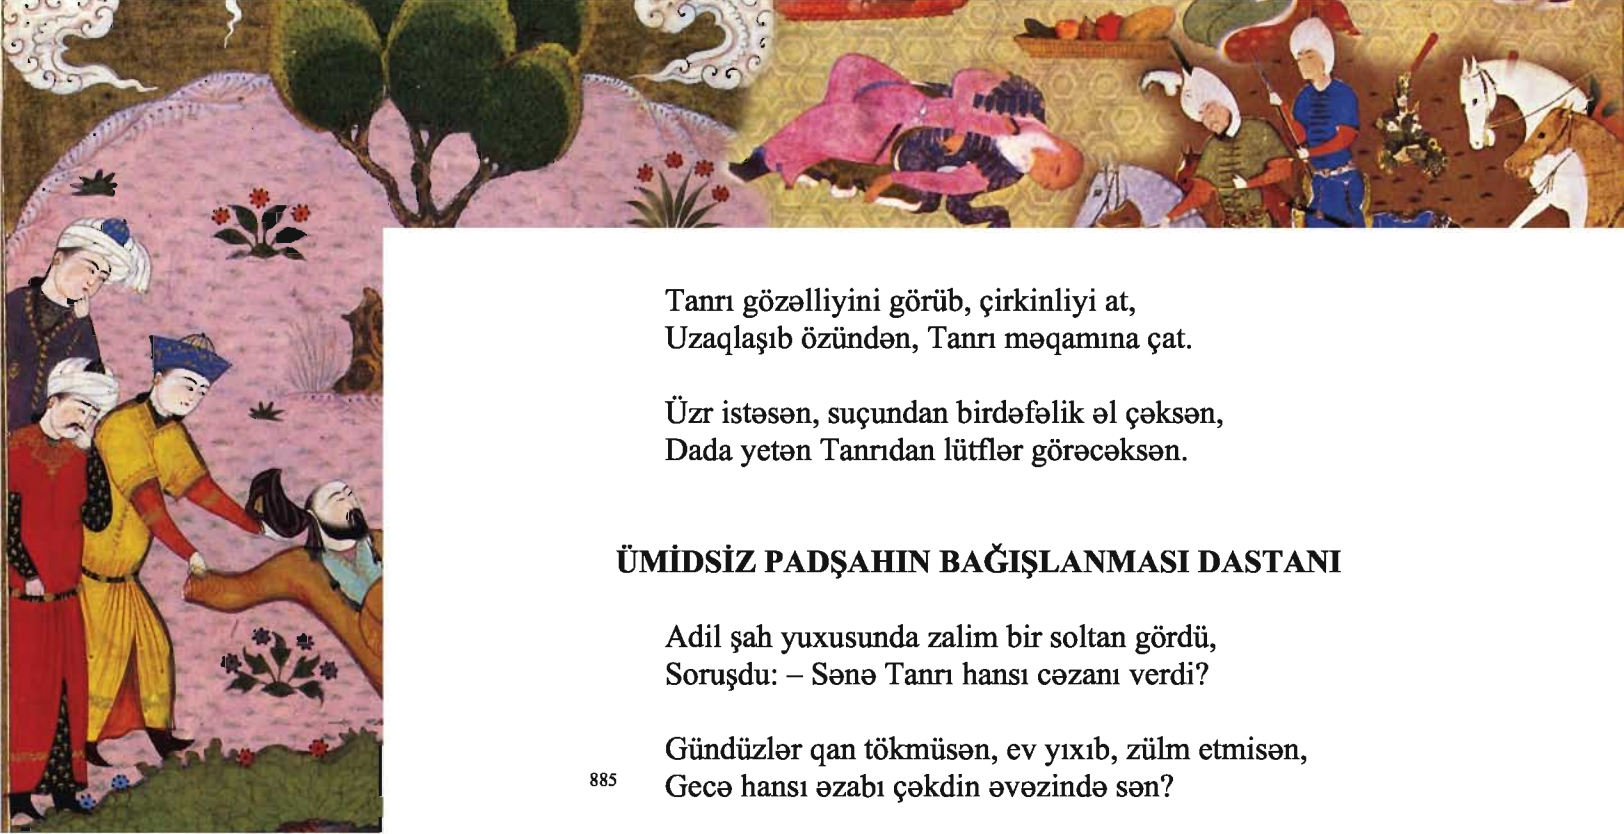 Tanrı gözəlliyini görüb, çirkinliyi at,
Uzaqlaşıb özündən, Tanrı məqamına çat.
Üzr istəsən, suçundan birdəfəlik əl çəksən,
Dada yetən Tanrıdan lütflər görəcəksən.
ÜMİDSİZ PADŞAHIN BAĞIŞLANMASI DASTANI
Adil şah yuxusunda zalim bir soltan gördü,
Soruşdu: – Sənə Tanrı hansı cəzanı verdi?
Gündüzlər qan tökmüsən, ev yıxıb, zülm etmisən,
885 Gecə hansı əzabı çəkdin əvəzində sən?